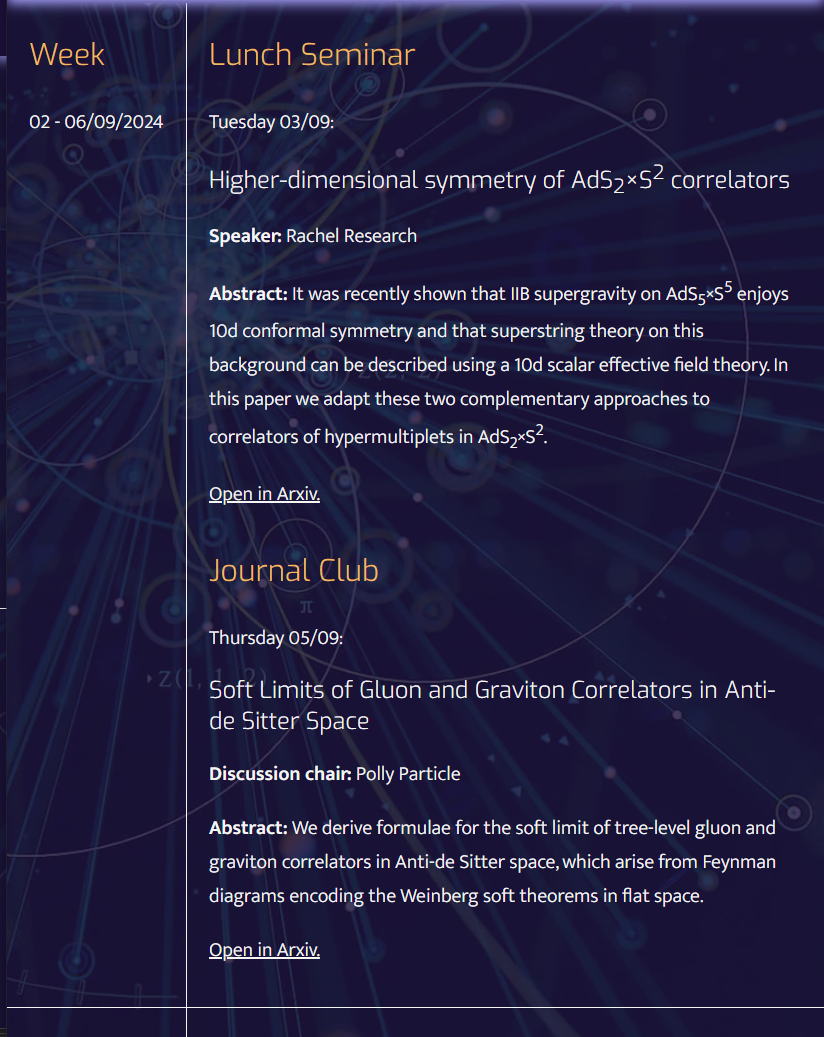 Week
02 - 06/09/2024
Lunch Seminar
Tuesday 03/09:
Higher-dimensional symmetry of AdS₂×S² correlators
Speaker: Rachel Research
Abstract: It was recently shown that IIB supergravity on AdS₅×S⁵ enjoys
10d conformal symmetry and that superstring theory on this
background can be described using a 10d scalar effective field theory. In
this paper we adapt these two complementary approaches to
correlators of hypermultiplets in AdS₂×S².
Open in Arxiv.
Journal Club
π
Thursday 05/09:
Soft Limits of Gluon and Graviton Correlators in Anti-
de Sitter Space
Discussion chair: Polly Particle
Abstract: We derive formulae for the soft limit of tree-level gluon and
graviton correlators in Anti-de Sitter space, which arise from Feynman
diagrams encoding the Weinberg soft theorems in flat space.
Open in Arxiv.